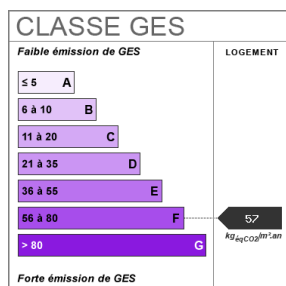 CLASSE GES
Faible émission de GES
LOGEMENT
≤ 5 A
6 à 10 B
11 à 20 C
21 à 35 D
36 à 55 E
56 à 80 F
57
kgéqCO2/m².an
> 80 G
Forte émission de GES